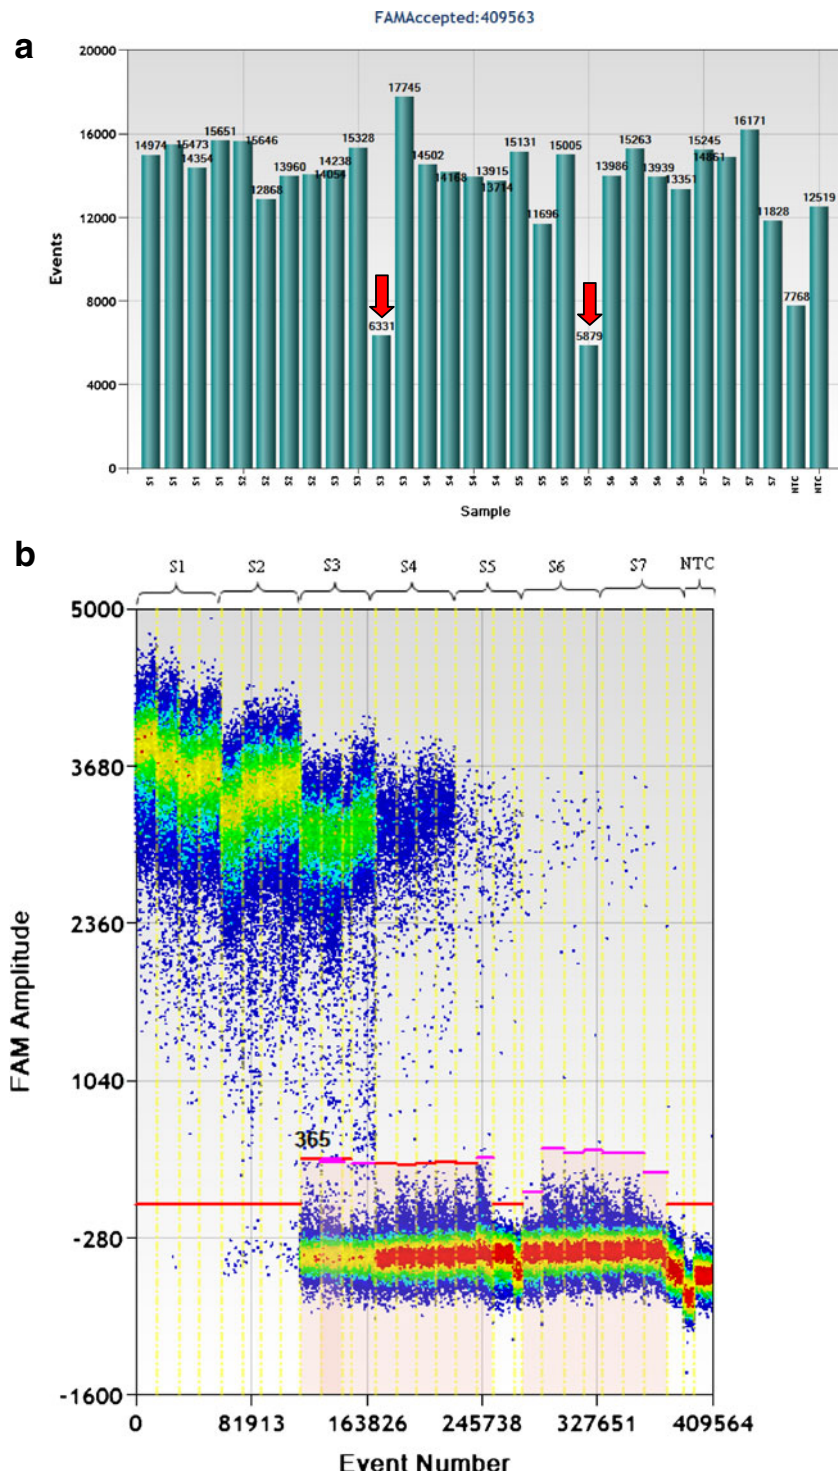 FAMAccepted:409563
a
20000
16000
12000
8000
4000
0
Events
14974 15473 14354 15651 15646 12868 13960 14054 14238 15328 6331 17745 14502 14168 13915 13714 15131 11696 15005 5879 13986 15263 13939 13351 15245 14861 16171 11828 7768 12519
S1 S1 S1 S1 S2 S2 S2 S2 S3 S3 S3 S3 S4 S4 S4 S4 S5 S5 S5 S5 S6 S6 S6 S6 S7 S7 S7 S7 NTC NTC
Sample
b
S1 S2 S3 S4 S5 S6 S7 NTC
5000
3680
2360
1040
365
-280
-1600
FAM Amplitude
0 81913 163826 245738 327651 409564
Event Number